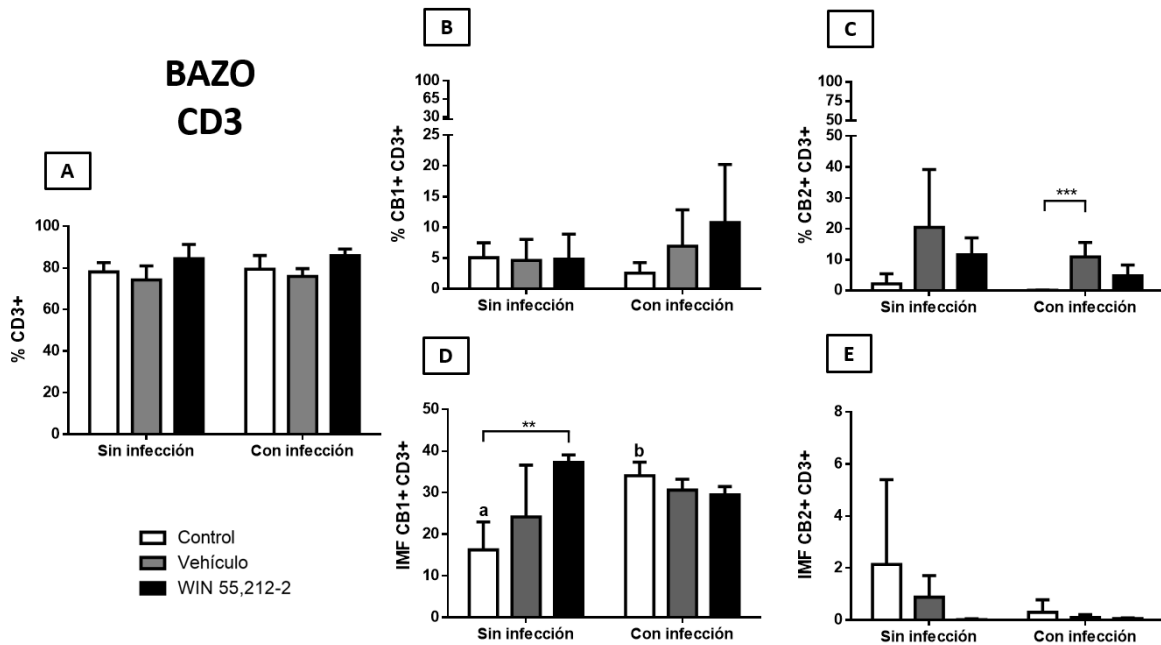 BAZO
CD3
A
% CD3+
100
80
60
40
20
0
Sin infección
Con infección
Control
Vehículo
WIN 55,212-2
B
% CB1+ CD3+
100
65
30
25
20
15
10
5
0
Sin infección
Con infección
C
% CB2+ CD3+
100
75
50
50
40
30
20
10
0
***
Sin infección
Con infección
D
IMF CB1+ CD3+
50
40
30
20
10
0
**
a
b
Sin infección
Con infección
E
IMF CB2+ CD3+
8
6
4
2
0
Sin infección
Con infección